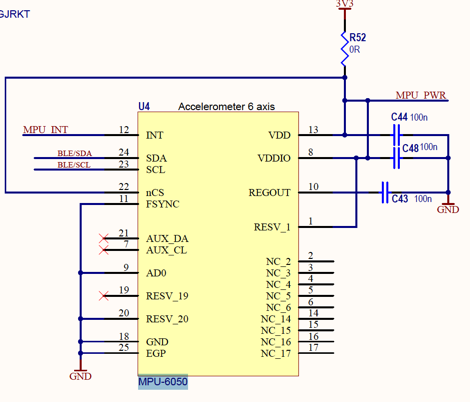 GJRKT
3V3
R52
0R
MPU_PWR
U4
Accelerometer 6 axis
C44 100n
C48 100n
C43 100n
GND
MPU_INT 12 INT
BLE/SDA 24 SDA
BLE/SCL 23 SCL
22 nCS
11 FSYNC
21 AUX_DA
7 AUX_CL
9 AD0
19 RESV_19
20 RESV_20
18 GND
25 EGP
VDD 13
VDDIO 8
REGOUT 10
RESV_1 1
NC_2 2
NC_3 3
NC_4 4
NC_5 5
NC_6 6
NC_14 14
NC_15 15
NC_16 16
NC_17 17
GND
MPU-6050